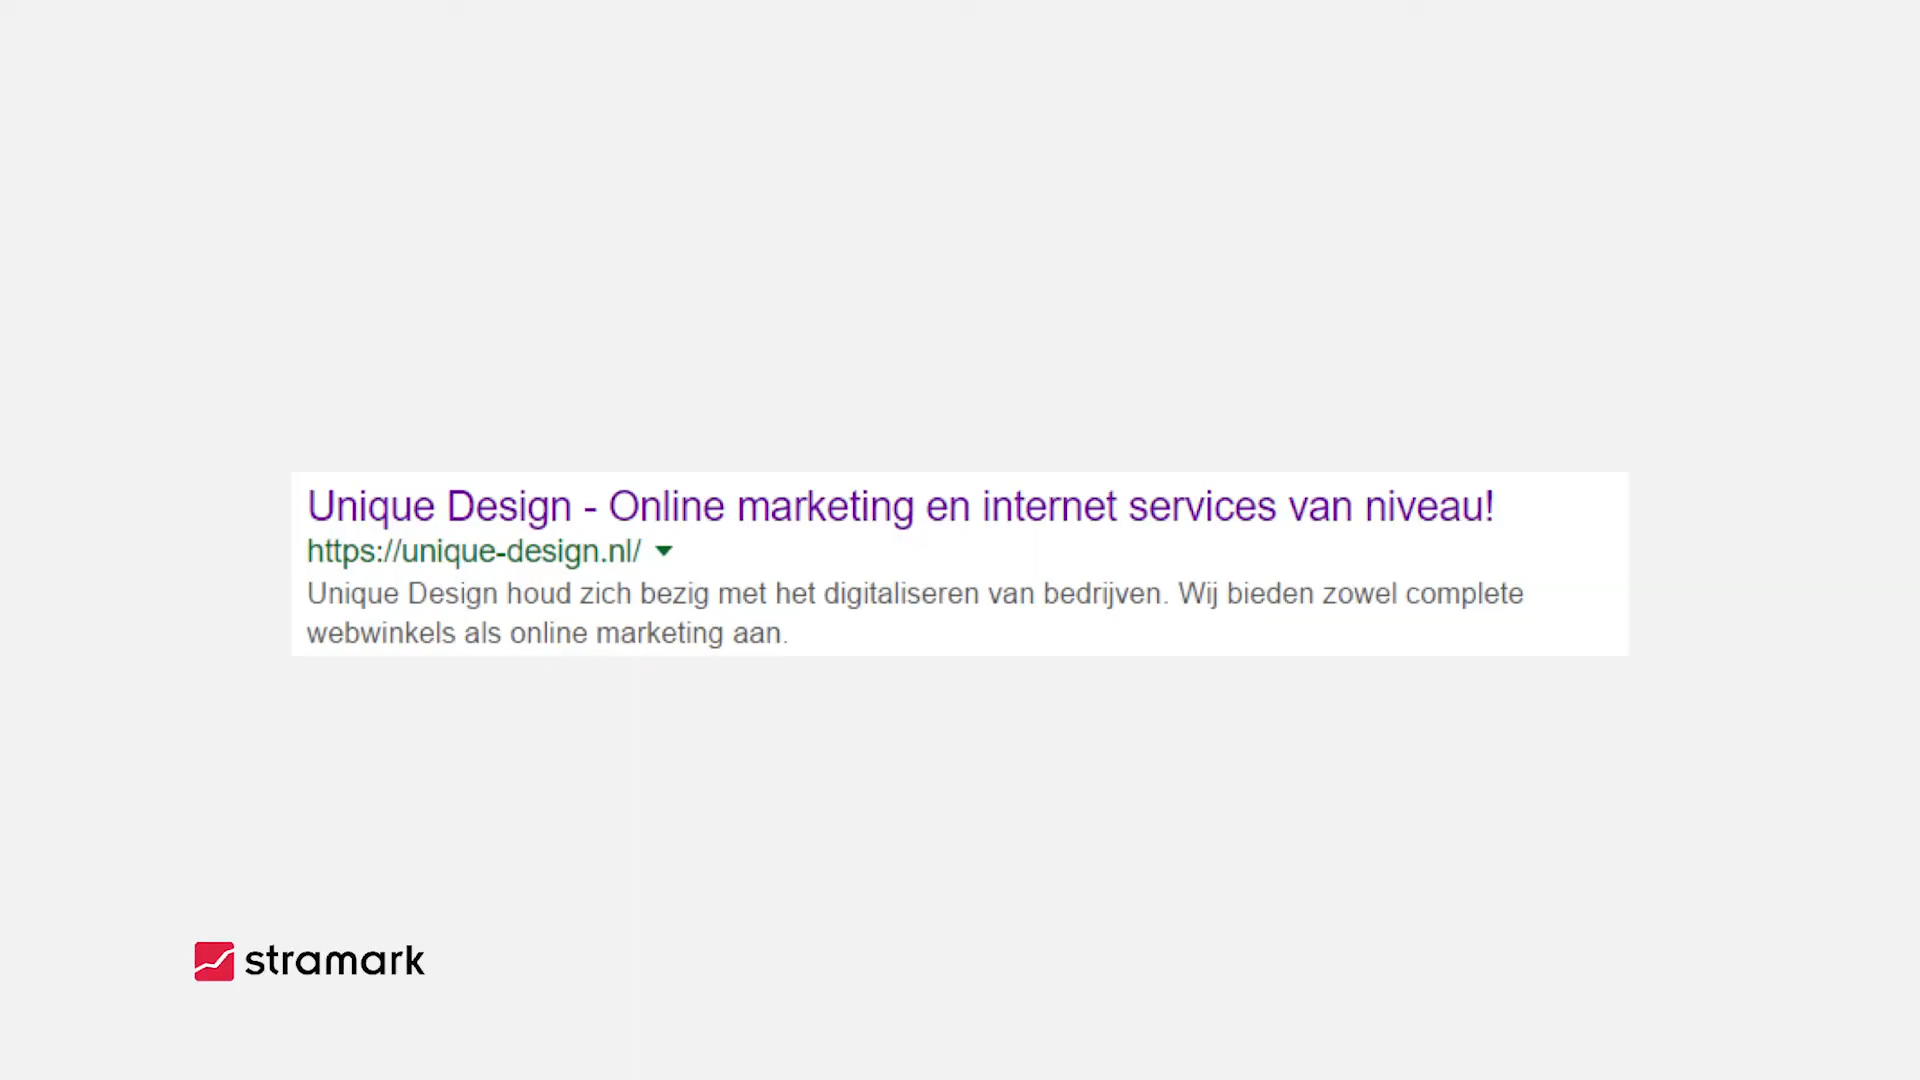 Unique Design - Online marketing en internet services van niveau!
https://unique-design.nl/
Unique Design houd zich bezig met het digitaliseren van bedrijven. Wij bieden zowel complete
webwinkels als online marketing aan.
stramark